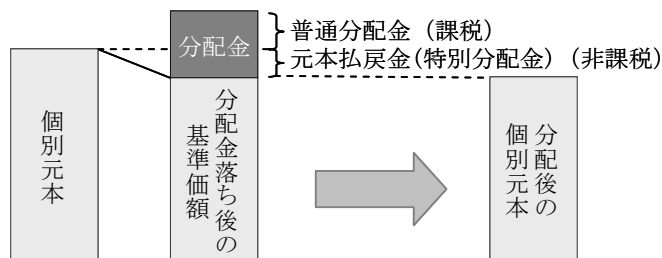 分配金
普通分配金（課税）
元本払戻金(特別分配金)（非課税）
個別元本
分配金落ち後の
基準価額
分配後の
個別元本